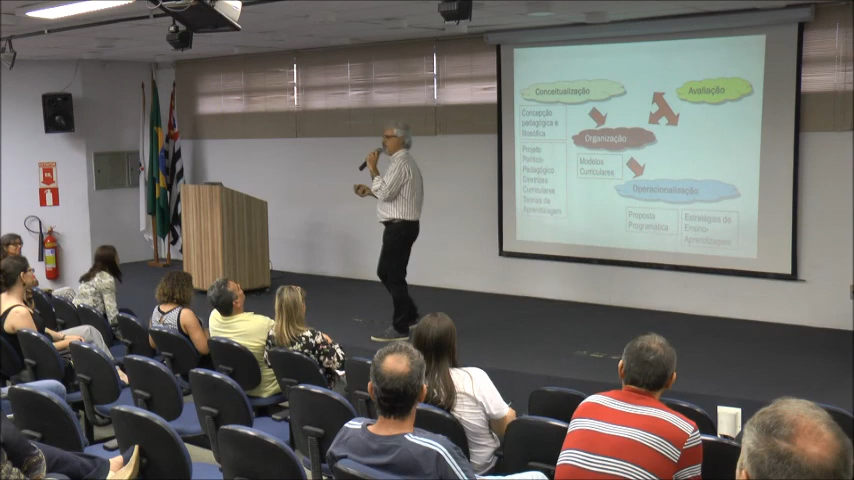 Conceitualização
Avaliação
Concepção
pedagógica e
filosófica
Organização
Projeto
Político-
Pedagógico
Diretrizes
Curriculares
Teorias da
Aprendizagem
Modelos
Curriculares
Operacionalização
Proposta
Programática
Estratégias de
Ensino-
Aprendizagem